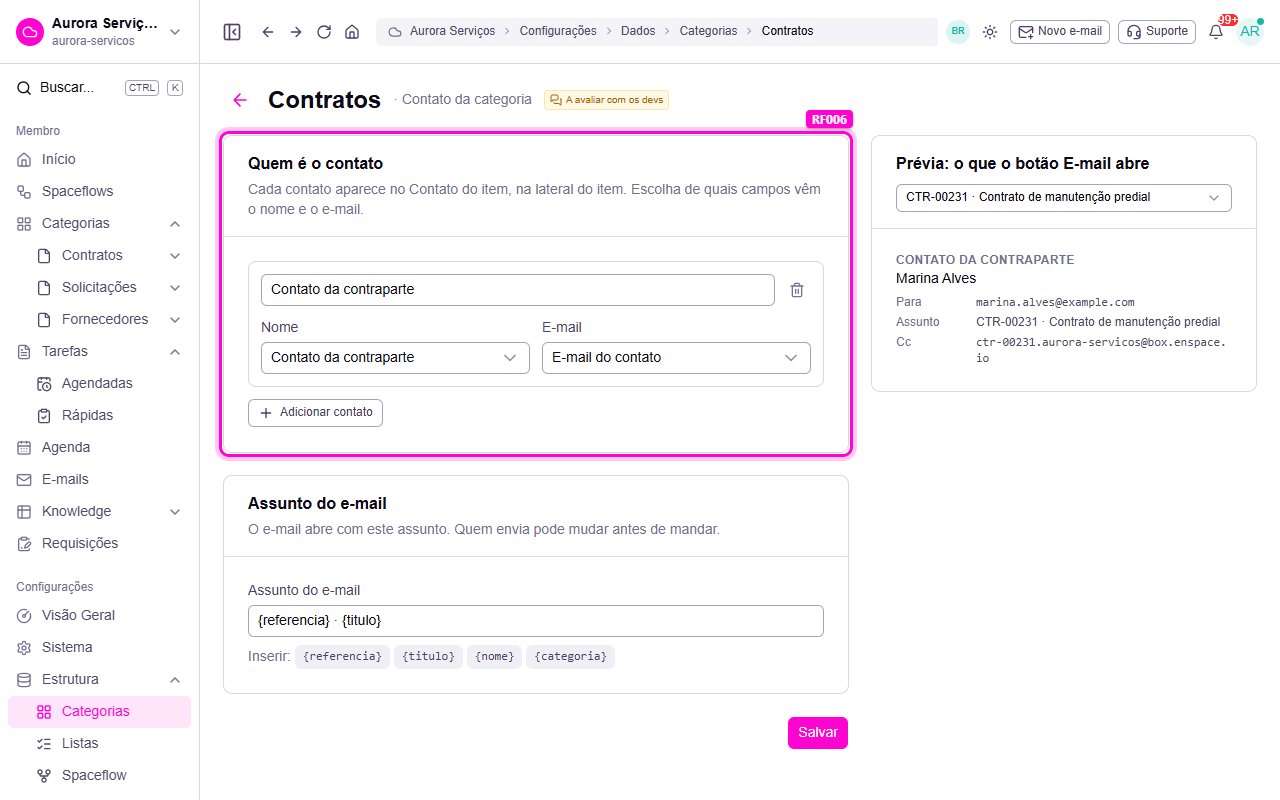 Aurora Serviç...
aurora-servicos
Aurora Serviços
Configurações
Dados
Categorias
Contratos
BR
Novo e-mail
Suporte
99+
AR
Buscar...
CTRL
K
Membro
Início
Spaceflows
Categorias
Contratos
Solicitações
Fornecedores
Tarefas
Agendadas
Rápidas
Agenda
E-mails
Knowledge
Requisições
Configurações
Visão Geral
Sistema
Estrutura
Categorias
Listas
Spaceflow
Contratos
· Contato da categoria
A avaliar com os devs
RF006
Quem é o contato
Cada contato aparece no Contato do item, na lateral do item. Escolha de quais campos vêm
o nome e o e-mail.
Contato da contraparte
Nome
E-mail
Contato da contraparte
E-mail do contato
Adicionar contato
Assunto do e-mail
O e-mail abre com este assunto. Quem envia pode mudar antes de mandar.
Assunto do e-mail
{referencia} · {titulo}
Inserir: {referencia} {titulo} {nome} {categoria}
Salvar
Prévia: o que o botão E-mail abre
CTR-00231 · Contrato de manutenção predial
CONTATO DA CONTRAPARTE
Marina Alves
Para marina.alves@example.com
Assunto CTR-00231 · Contrato de manutenção predial
Cc ctr-00231.aurora-servicos@box.enspace.
io